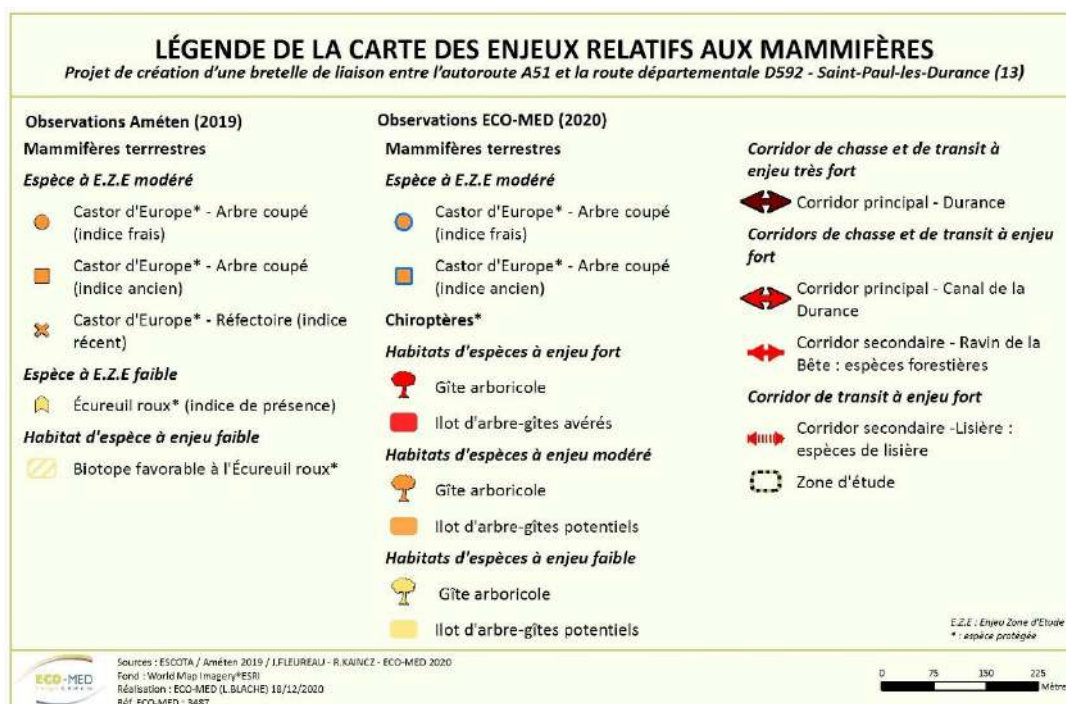 LÉGENDE DE LA CARTE DES ENJEUX RELATIFS AUX MAMMIFÈRES
Projet de création d'une bretelle de liaison entre l'autoroute A51 et la route départementale D592 - Saint-Paul-les-Durance (13)
Observations Améten (2019)
Mammifères terrrestres
Espèce à E.Z.E modéré
Castor d'Europe* - Arbre coupé
(indice frais)
Castor d'Europe* - Arbre coupé
(indice ancien)
Castor d'Europe* - Réfectoire (indice
récent)
Espèce à E.Z.E faible
Écureuil roux* (indice de présence)
Habitat d'espèce à enjeu faible
Biotope favorable à l'Écureuil roux*
Observations ECO-MED (2020)
Mammifères terrestres
Espèce à E.Z.E modéré
Castor d'Europe* - Arbre coupé
(indice frais)
Castor d'Europe* - Arbre coupé
(indice ancien)
Chiroptères*
Habitats d'espèces à enjeu fort
Gîte arboricole
Ilot d'arbre-gîtes avérés
Habitats d'espèces à enjeu modéré
Gîte arboricole
Ilot d'arbre-gîtes potentiels
Habitats d'espèces à enjeu faible
Gîte arboricole
Ilot d'arbre-gîtes potentiels
Corridor de chasse et de transit à
enjeu très fort
Corridor principal - Durance
Corridors de chasse et de transit à enjeu
fort
Corridor principal - Canal de la
Durance
Corridor secondaire - Ravin de la
Bête : espèces forestières
Corridor de transit à enjeu fort
Corridor secondaire -Lisière :
espèces de lisière
Zone d'étude
E.Z.E : Enjeu Zone d'Etude
* : espèce protégée
ECO-MED
Sources : ESCOTA / Améten 2019 / J.FLEUREAU - R.KAINCZ - ECO-MED 2020
Fond : World Map Imagery®ESRI
Réalisation : ECO-MED (L.BLACHE) 18/12/2020
Réf. ECO-MED : 3487
0 75 150 225
Mètre